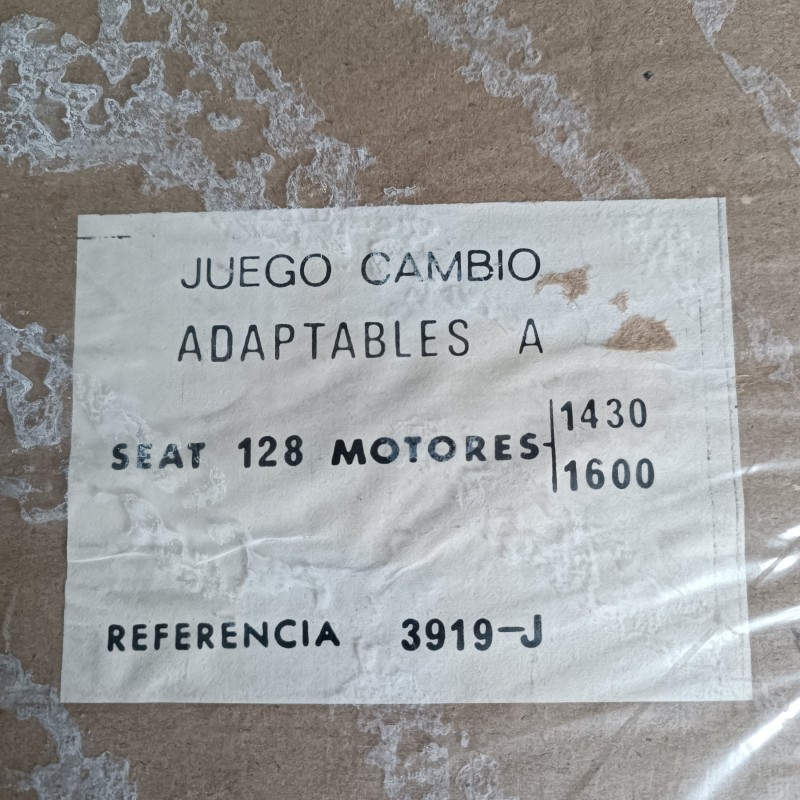 JUEGO CAMBIO
ADAPTABLES A
SEAT 128 MOTORES 1430
1600
REFERENCIA 3919-J